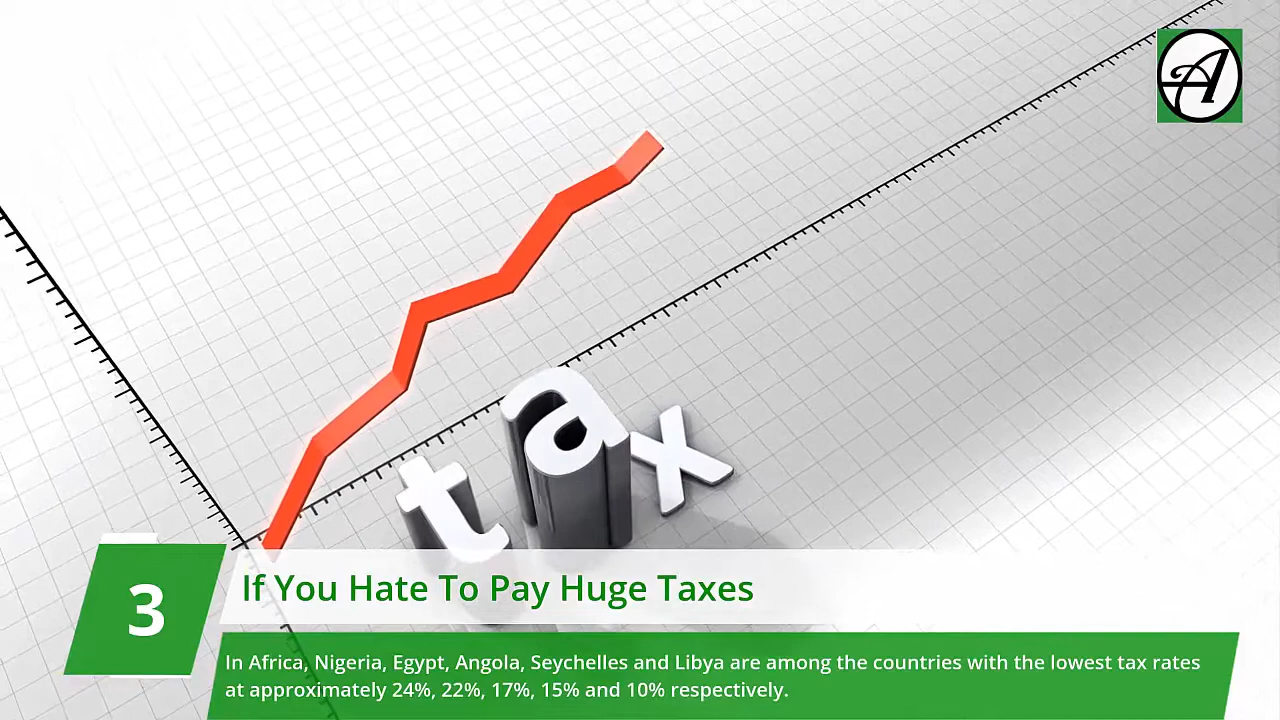 A
tax
3
If You Hate To Pay Huge Taxes
In Africa, Nigeria, Egypt, Angola, Seychelles and Libya are among the countries with the lowest tax rates
at approximately 24%, 22%, 17%, 15% and 10% respectively.